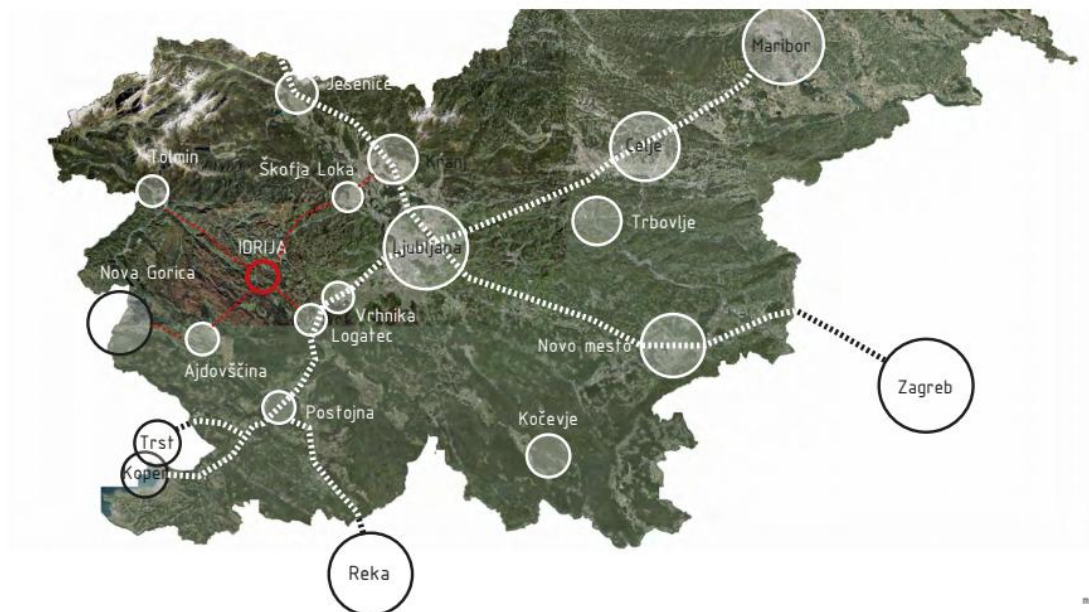 Maribor
Jesenice
Celje
Kranj
Tolmin
Škofja Loka
Trbovlje
IDRIJA
Ljubljana
Nova Gorica
Vrhnika
Logatec
Novo mesto
Ajdovščina
Zagreb
Postojna
Kočevje
Trst
Koper
Reka